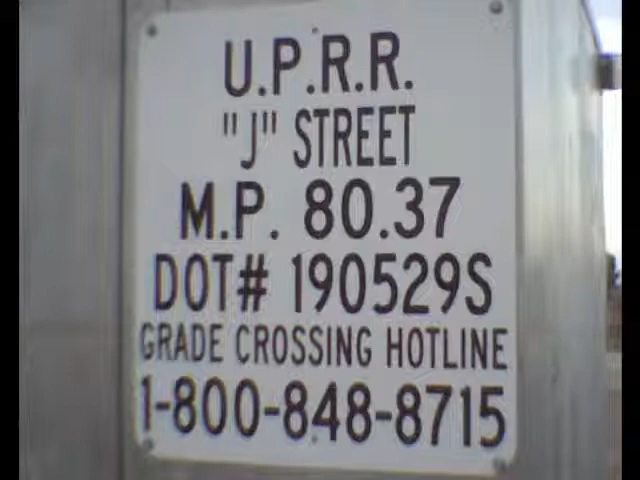 U.P.R.R.
"J" STREET
M.P. 80.37
DOT# 190529S
GRADE CROSSING HOTLINE
1-800-848-8715